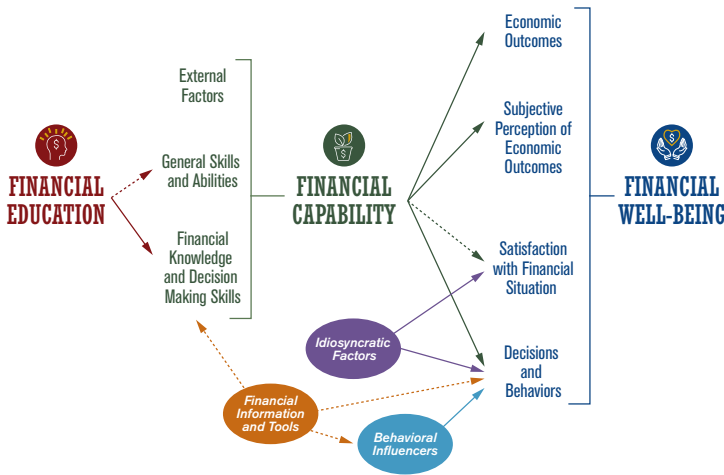 Economic
Outcomes
External
Factors
Subjective
Perception of
Economic
Outcomes
General Skills
and Abilities
FINANCIAL
EDUCATION
FINANCIAL
CAPABILITY
FINANCIAL
WELL-BEING
Financial
Knowledge
and Decision
Making Skills
Satisfaction
with Financial
Situation
Idiosyncratic
Factors
Decisions
and
Behaviors
Financial
Information
and Tools
Behavioral
Influencers
$
$
$